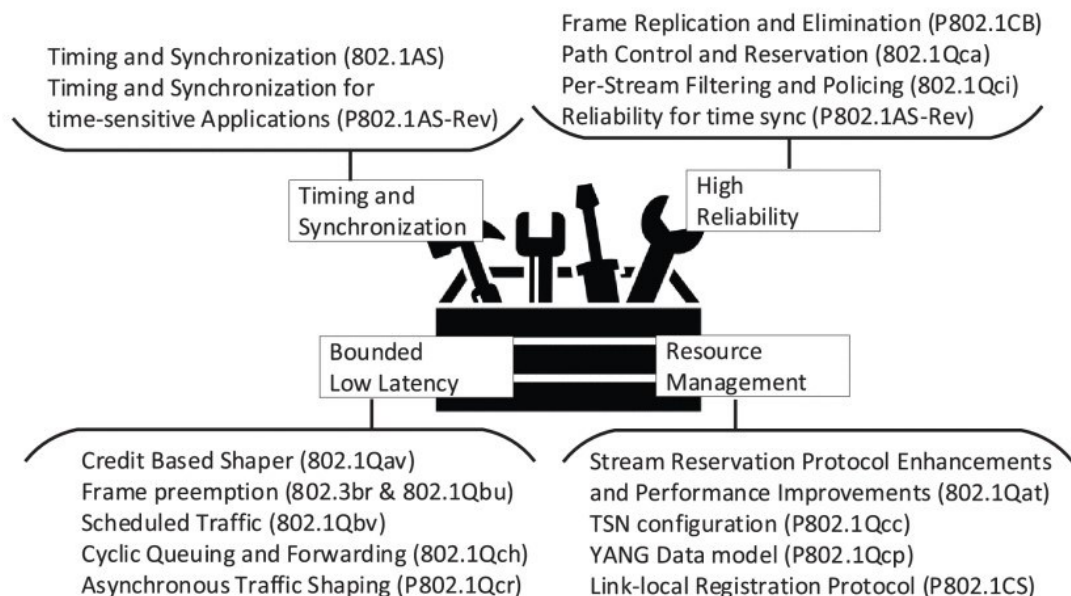 Timing and Synchronization (802.1AS)
Timing and Synchronization for
time-sensitive Applications (P802.1AS-Rev)
Frame Replication and Elimination (P802.1CB)
Path Control and Reservation (802.1Qca)
Per-Stream Filtering and Policing (802.1Qci)
Reliability for time sync (P802.1AS-Rev)
Timing and
Synchronization
High
Reliability
Bounded
Low Latency
Resource
Management
Credit Based Shaper (802.1Qav)
Frame preemption (802.3br & 802.1Qbu)
Scheduled Traffic (802.1Qbv)
Cyclic Queuing and Forwarding (802.1Qch)
Asynchronous Traffic Shaping (P802.1Qcr)
Stream Reservation Protocol Enhancements
and Performance Improvements (802.1Qat)
TSN configuration (P802.1Qcc)
YANG Data model (P802.1Qcp)
Link-local Registration Protocol (P802.1CS)